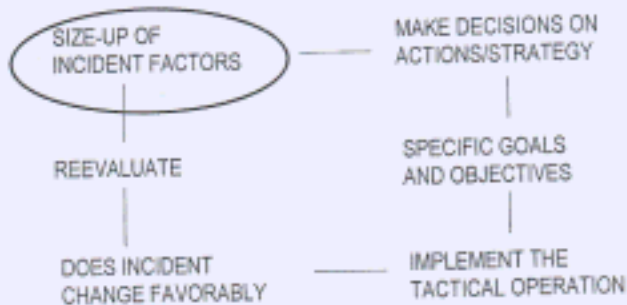 SIZE-UP OF
INCIDENT FACTORS
MAKE DECISIONS ON
ACTIONS/STRATEGY
SPECIFIC GOALS
AND OBJECTIVES
IMPLEMENT THE
TACTICAL OPERATION
DOES INCIDENT
CHANGE FAVORABLY
REEVALUATE